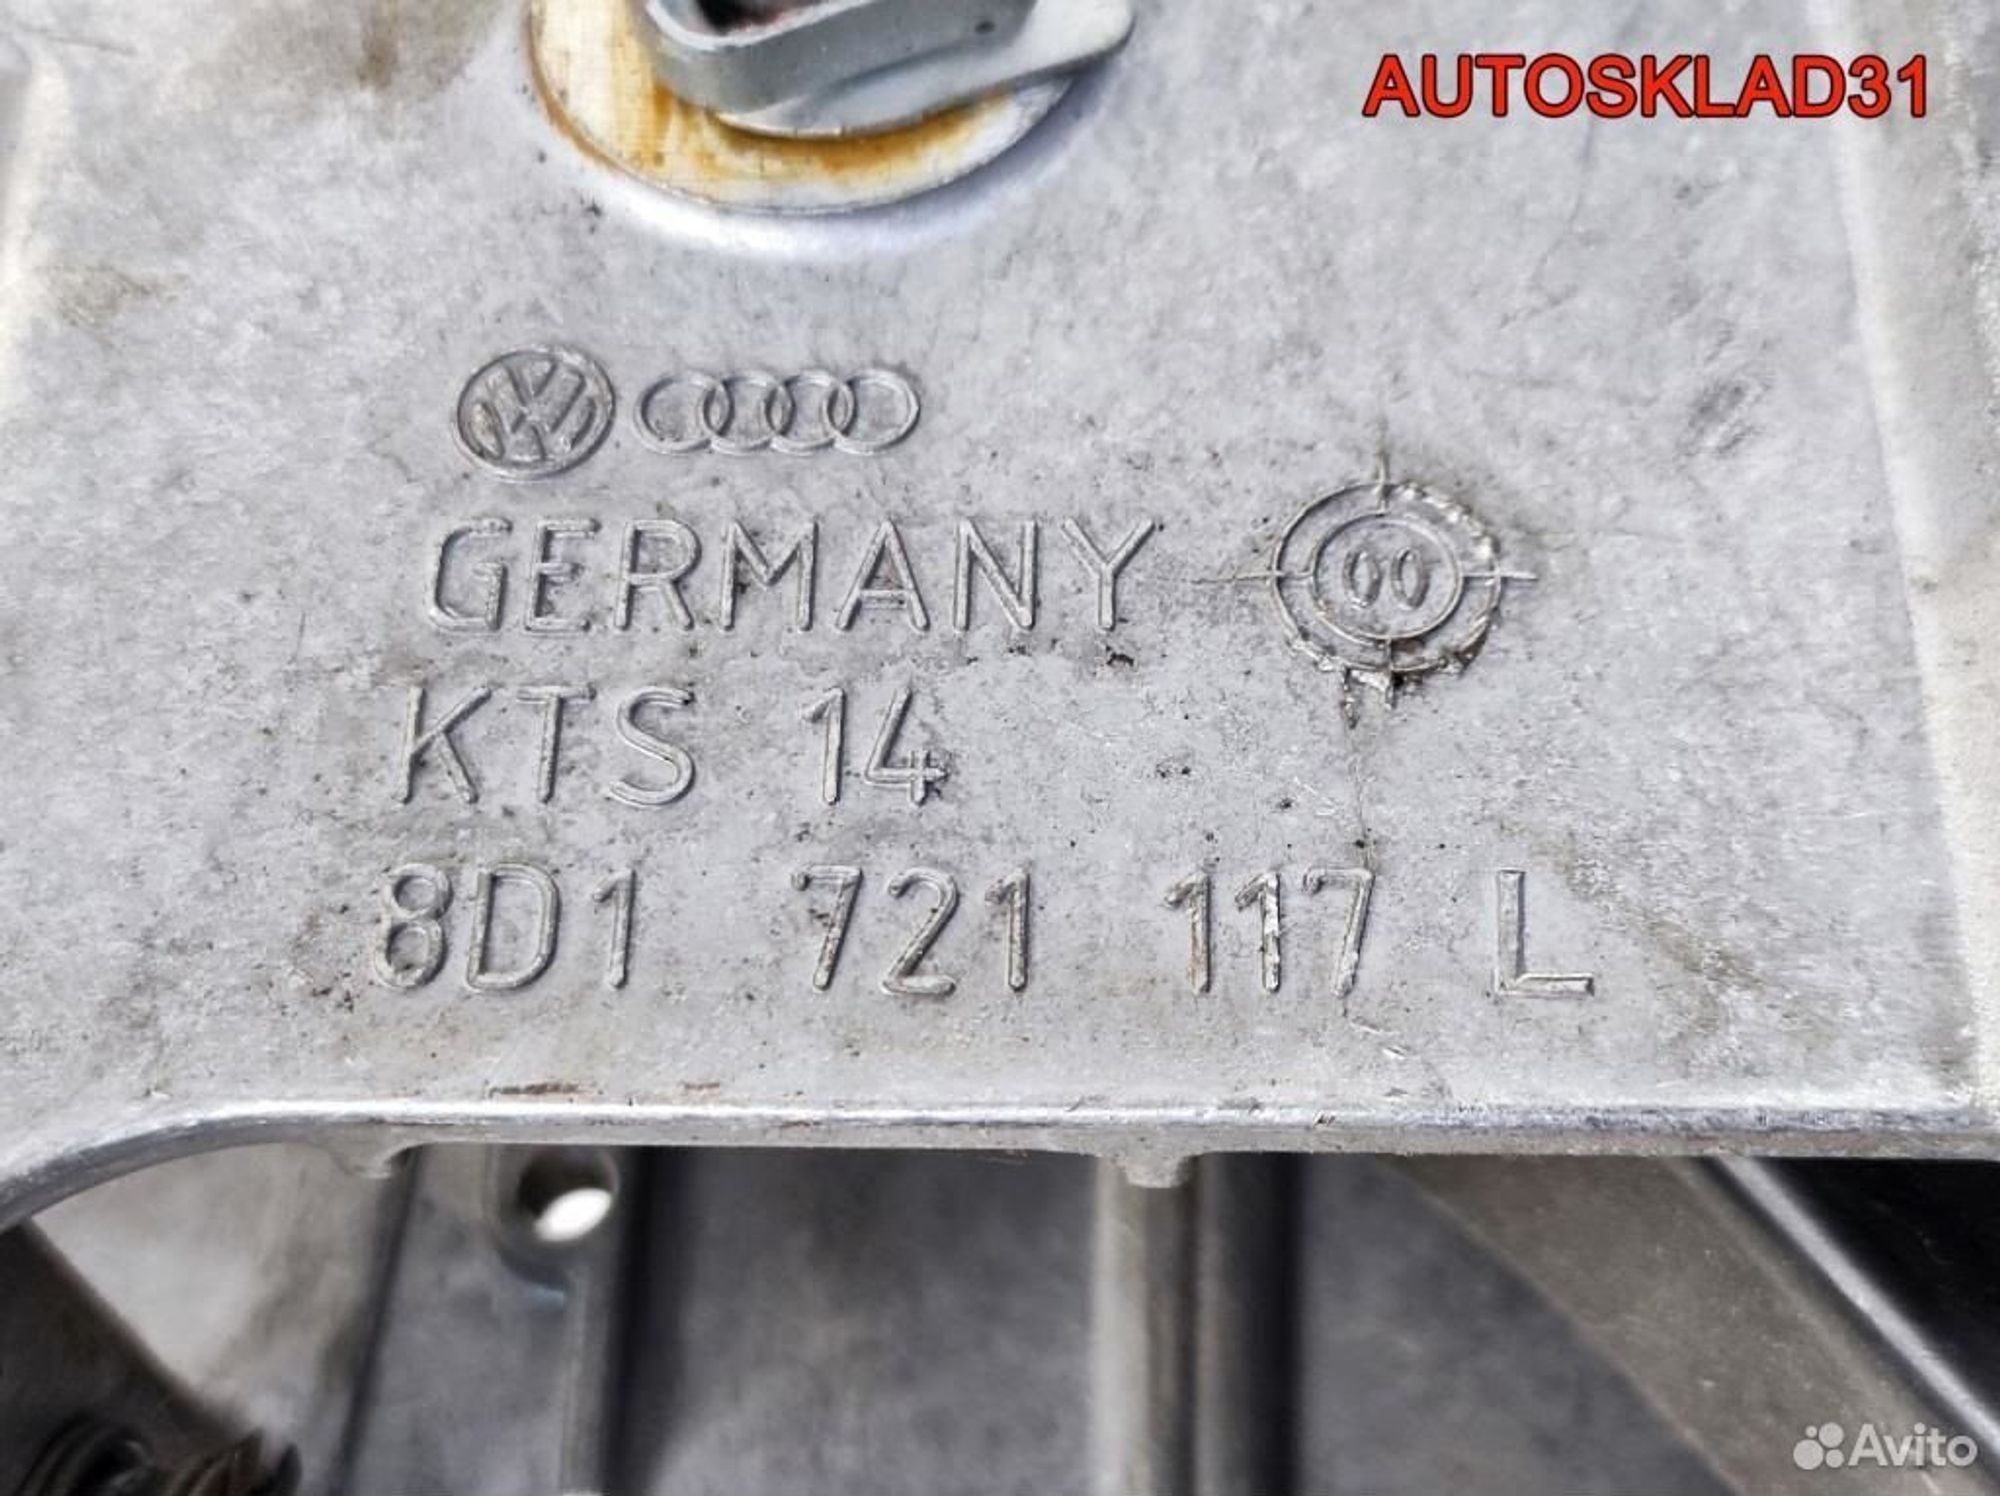 AUTOSKLAD31
GERMANY
00
KTS 14
8D1 721 117 L
Avito